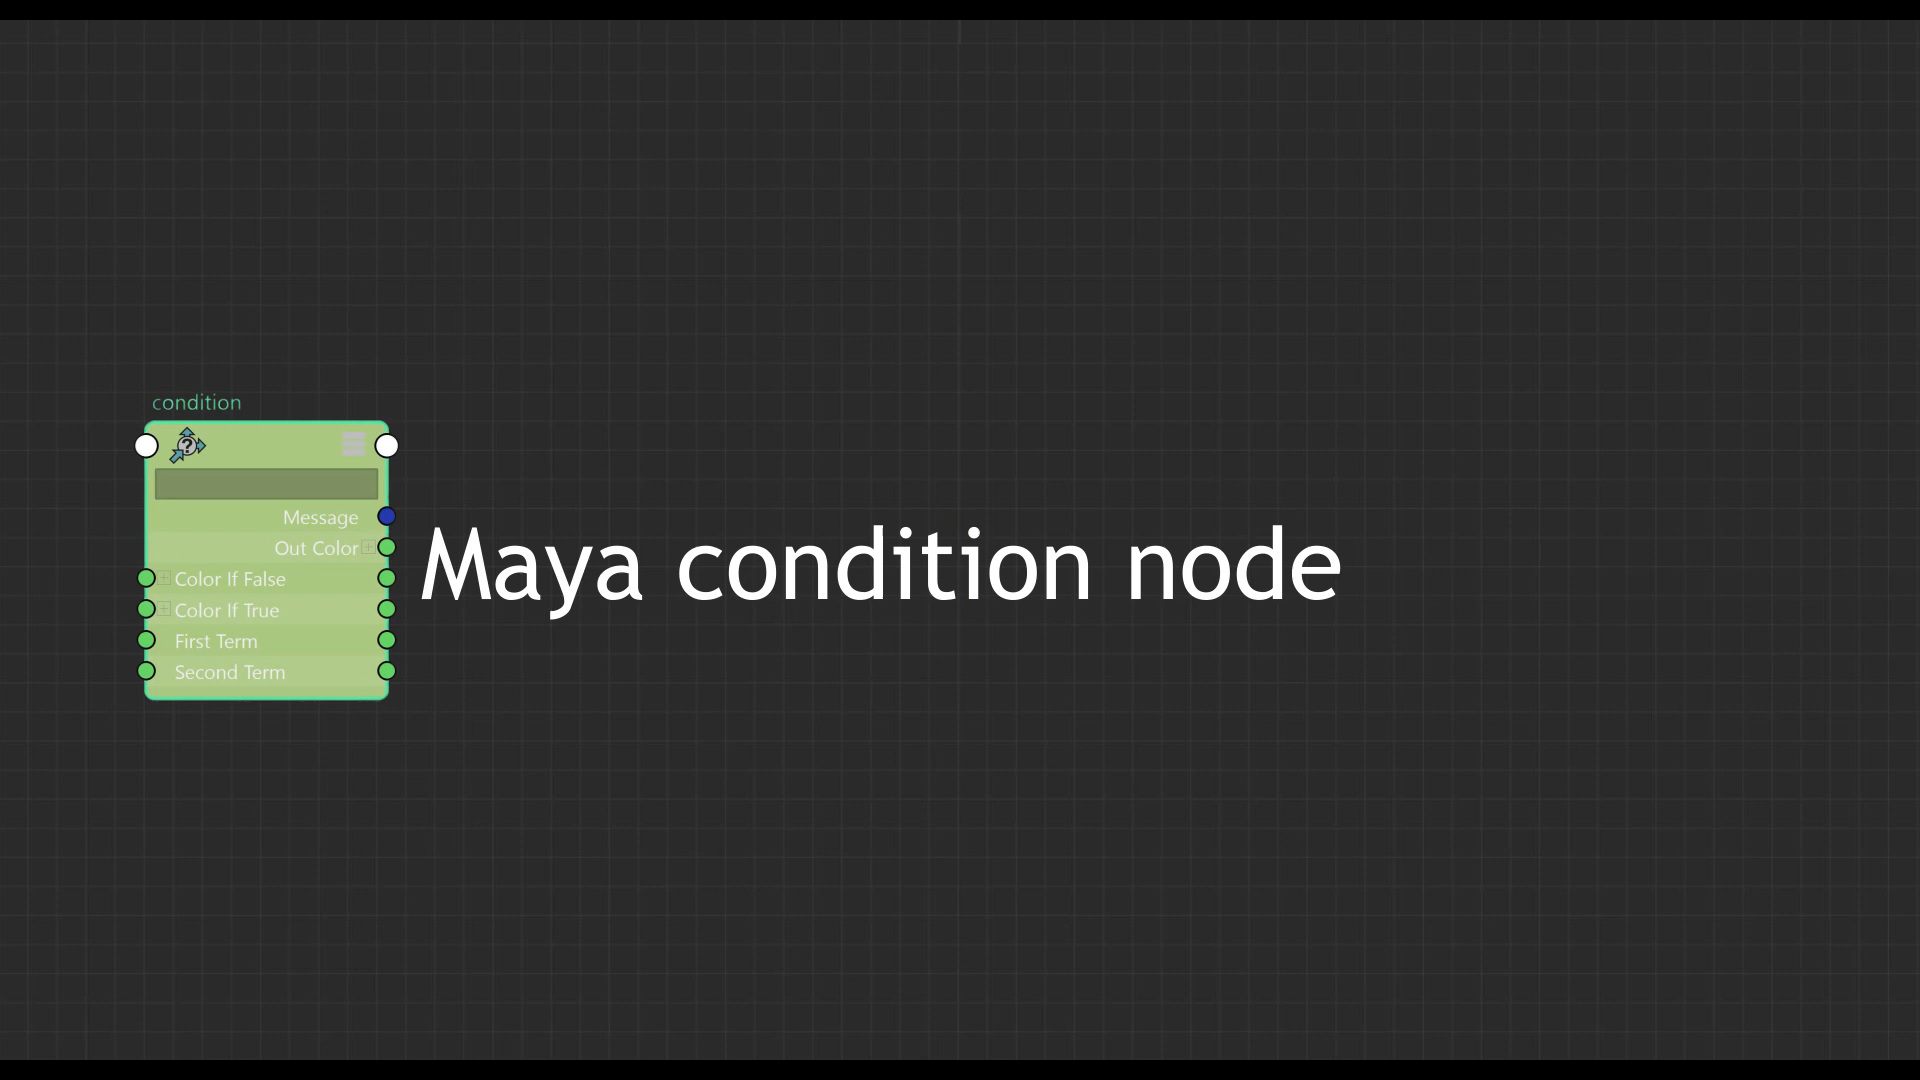 condition
?
Message
Out Color
Color If False
Color If True
First Term
Second Term
Maya condition node